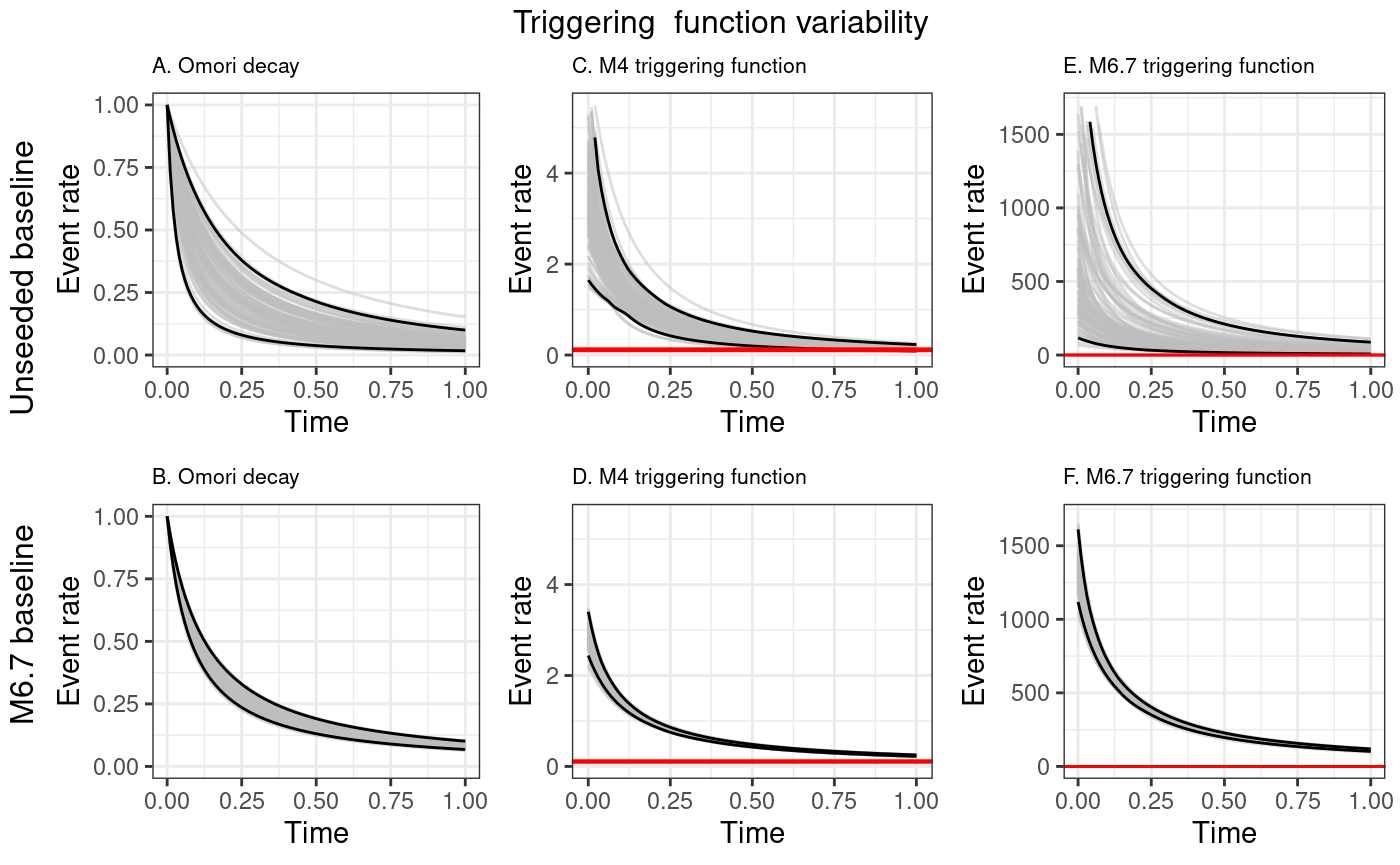 Triggering  function variability
Unseeded baseline
A. Omori decay
Event rate
1.00
0.75
0.50
0.25
0.00
0.00 0.25 0.50 0.75 1.00
Time
C. M4 triggering function
Event rate
4
2
0
0.00 0.25 0.50 0.75 1.00
Time
E. M6.7 triggering function
Event rate
1500
1000
500
0
0.00 0.25 0.50 0.75 1.00
Time
M6.7 baseline
B. Omori decay
Event rate
1.00
0.75
0.50
0.25
0.00
0.00 0.25 0.50 0.75 1.00
Time
D. M4 triggering function
Event rate
4
2
0
0.00 0.25 0.50 0.75 1.00
Time
F. M6.7 triggering function
Event rate
1500
1000
500
0
0.00 0.25 0.50 0.75 1.00
Time